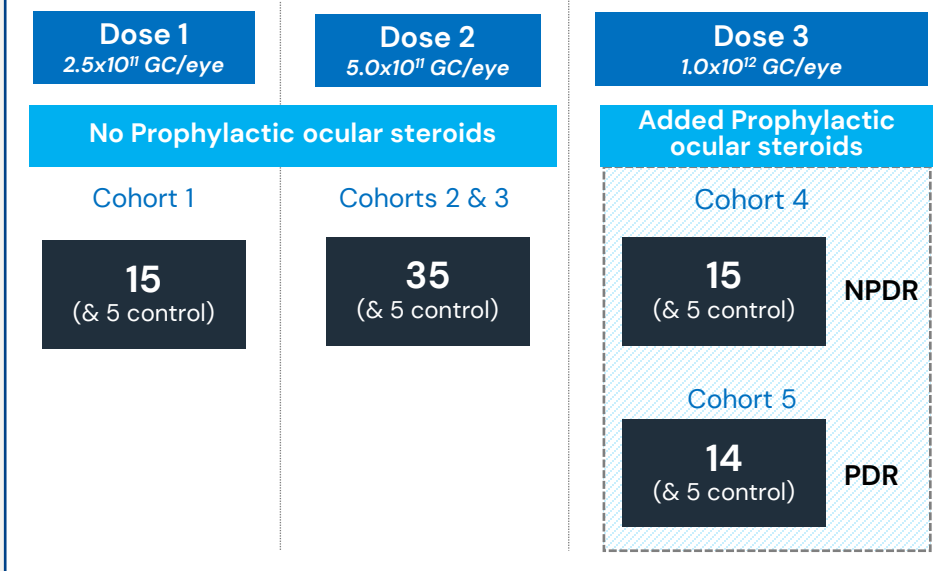 Dose 1
2.5x10¹¹ GC/eye
Dose 2
5.0x10¹¹ GC/eye
Dose 3
1.0x10¹² GC/eye
No Prophylactic ocular steroids
Added Prophylactic
ocular steroids
Cohort 1
Cohorts 2 & 3
Cohort 4
15
(& 5 control)
35
(& 5 control)
15
(& 5 control)
NPDR
Cohort 5
14
(& 5 control)
PDR